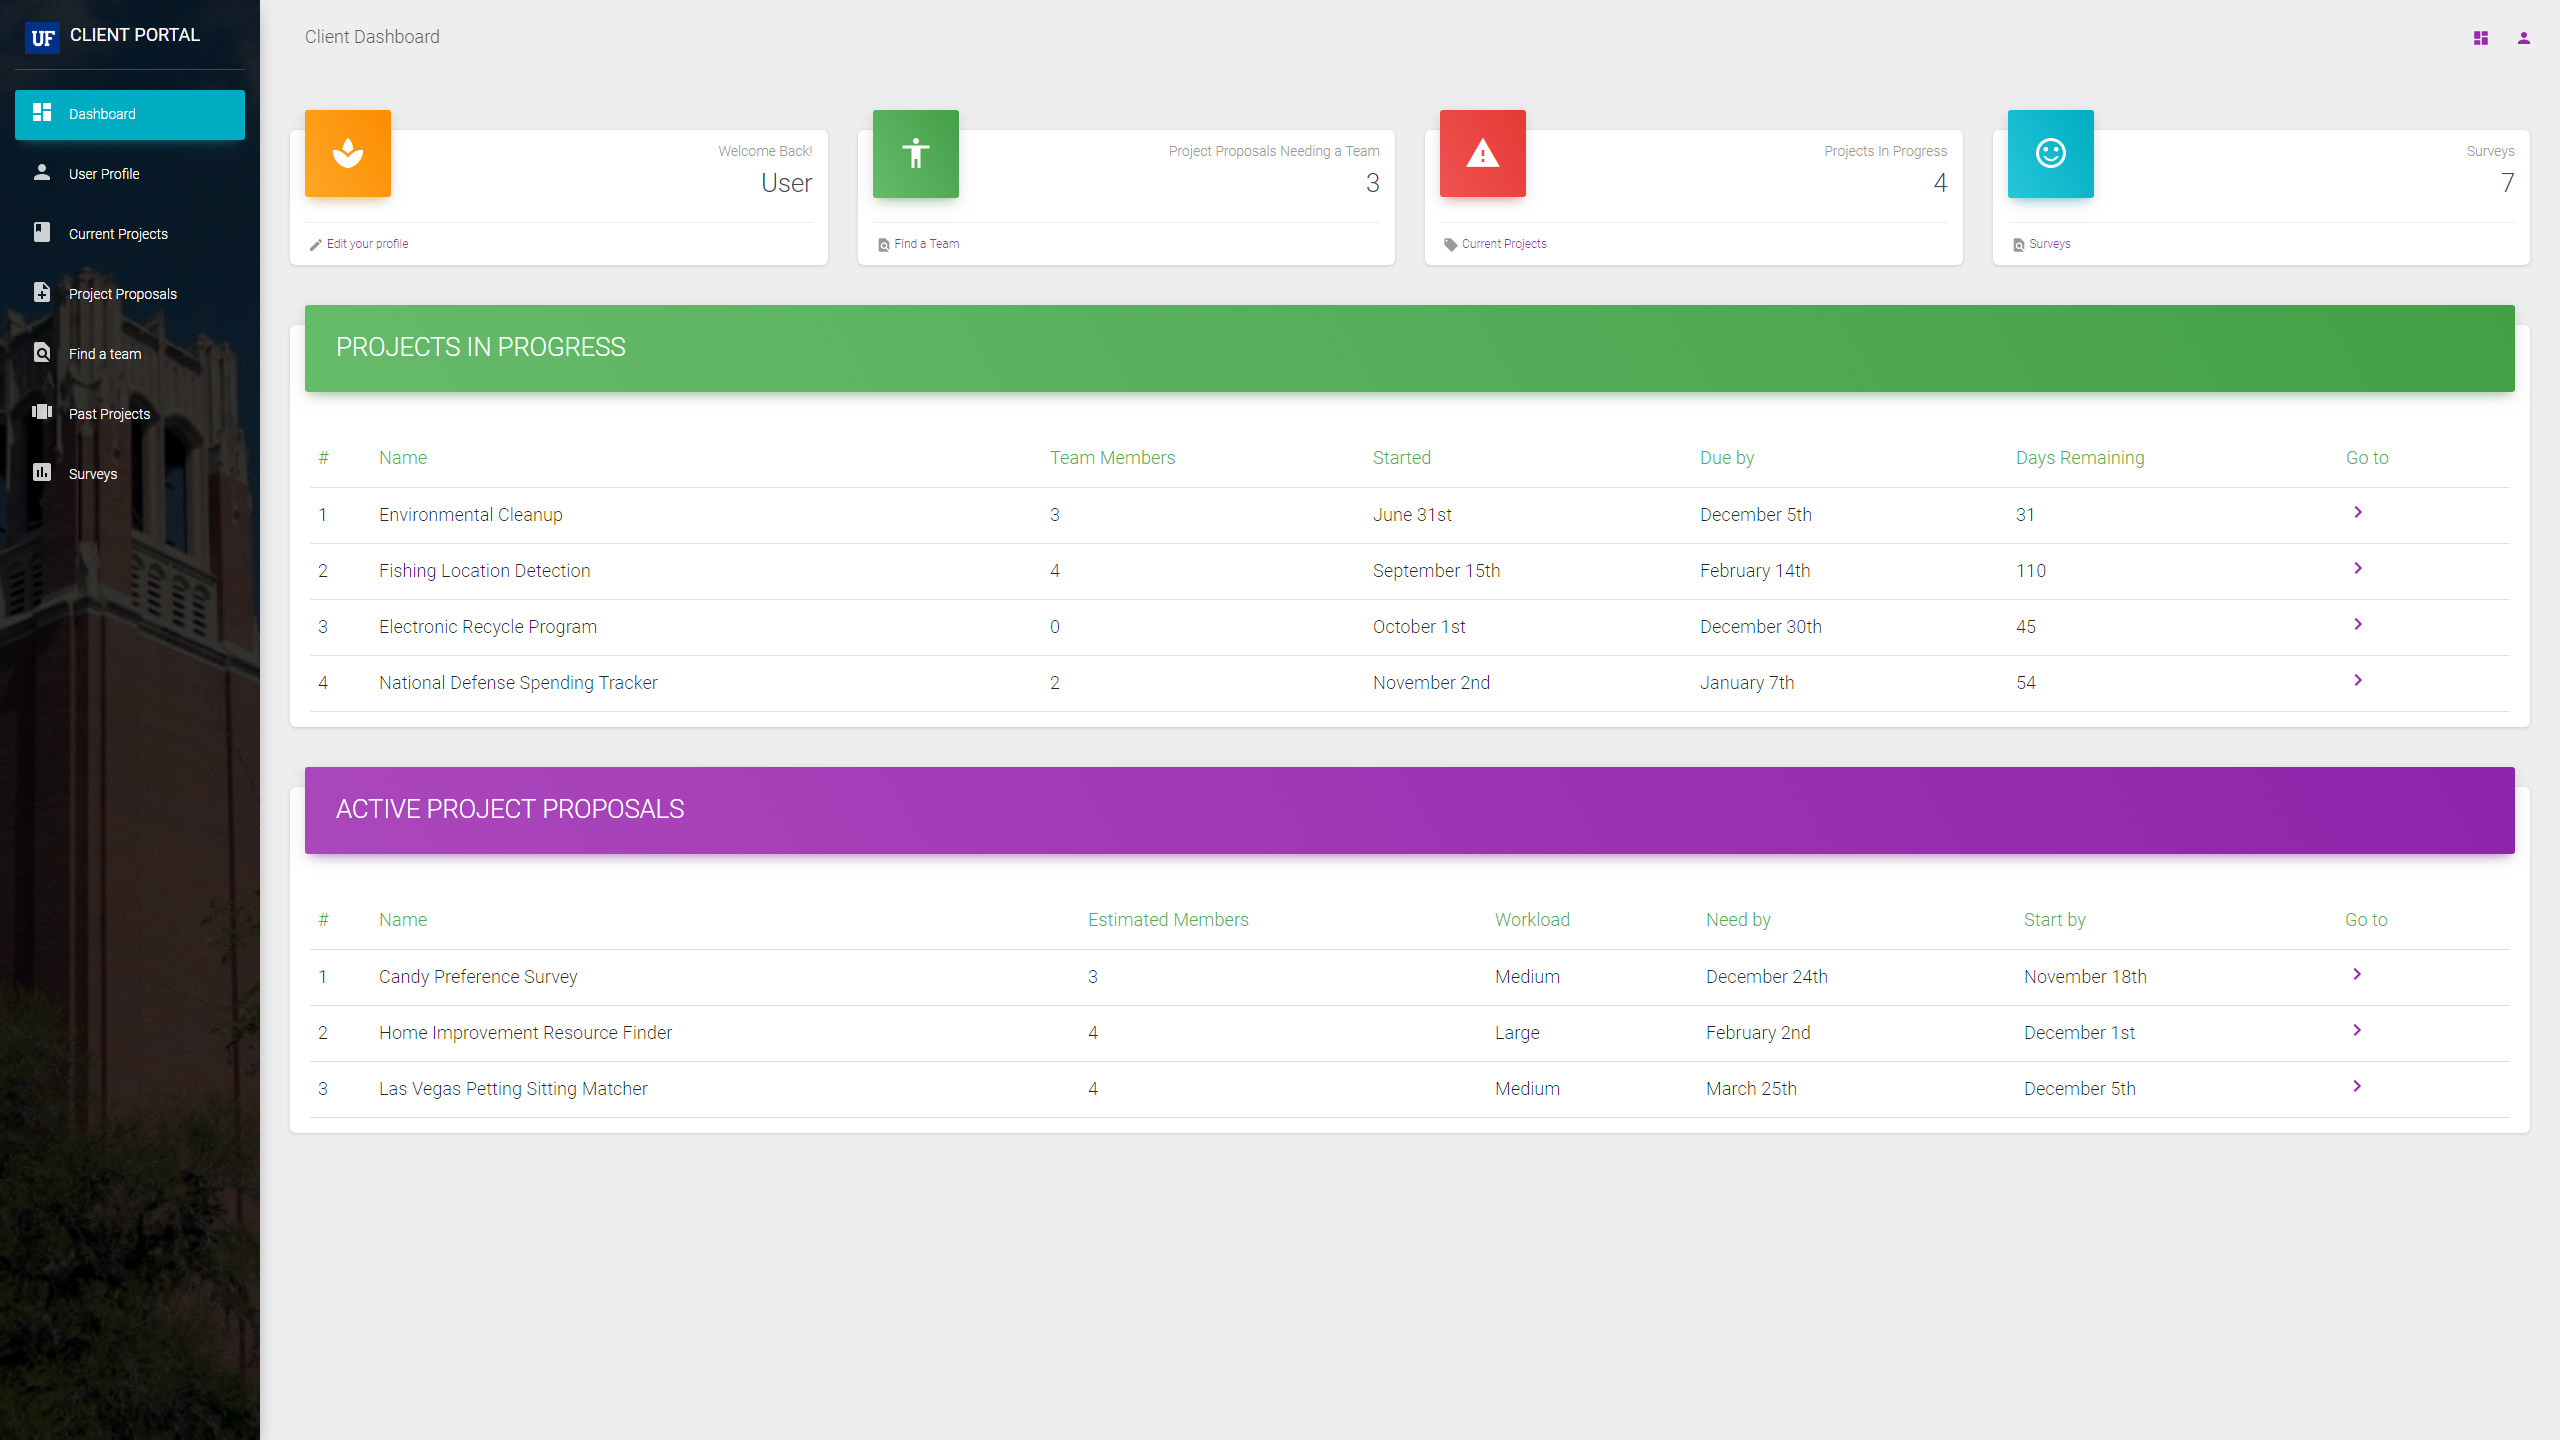 UF CLIENT PORTAL
Dashboard
User Profile
Current Projects
Project Proposals
Find a team
Past Projects
Surveys
Client Dashboard
Welcome Back!
User
Edit your profile
Project Proposals Needing a Team
3
Find a Team
Projects In Progress
4
Current Projects
Surveys
7
Surveys
PROJECTS IN PROGRESS
# Name Team Members Started Due by Days Remaining Go to
1 Environmental Cleanup 3 June 31st December 5th 31
2 Fishing Location Detection 4 September 15th February 14th 110
3 Electronic Recycle Program 0 October 1st December 30th 45
4 National Defense Spending Tracker 2 November 2nd January 7th 54
ACTIVE PROJECT PROPOSALS
# Name Estimated Members Workload Need by Start by Go to
1 Candy Preference Survey 3 Medium December 24th November 18th
2 Home Improvement Resource Finder 4 Large February 2nd December 1st
3 Las Vegas Petting Sitting Matcher 4 Medium March 25th December 5th